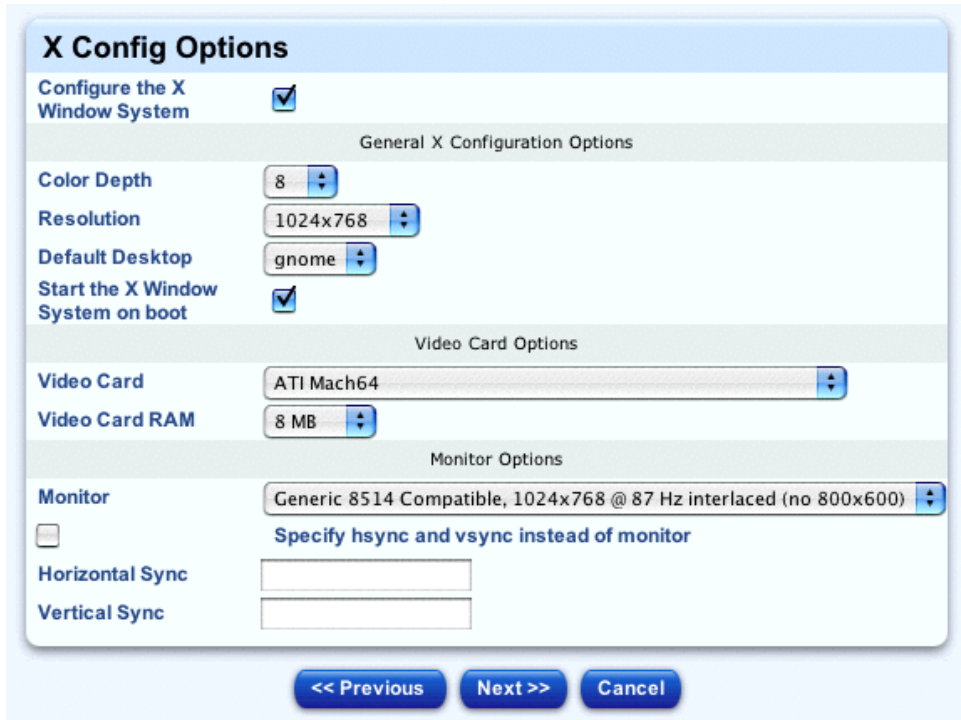 X Config Options
Configure the X
Window System
General X Configuration Options
Color Depth 8
Resolution 1024x768
Default Desktop gnome
Start the X Window
System on boot
Video Card Options
Video Card ATI Mach64
Video Card RAM 8 MB
Monitor Options
Monitor Generic 8514 Compatible, 1024x768 @ 87 Hz interlaced (no 800x600)
Specify hsync and vsync instead of monitor
Horizontal Sync
Vertical Sync
<< Previous Next >> Cancel